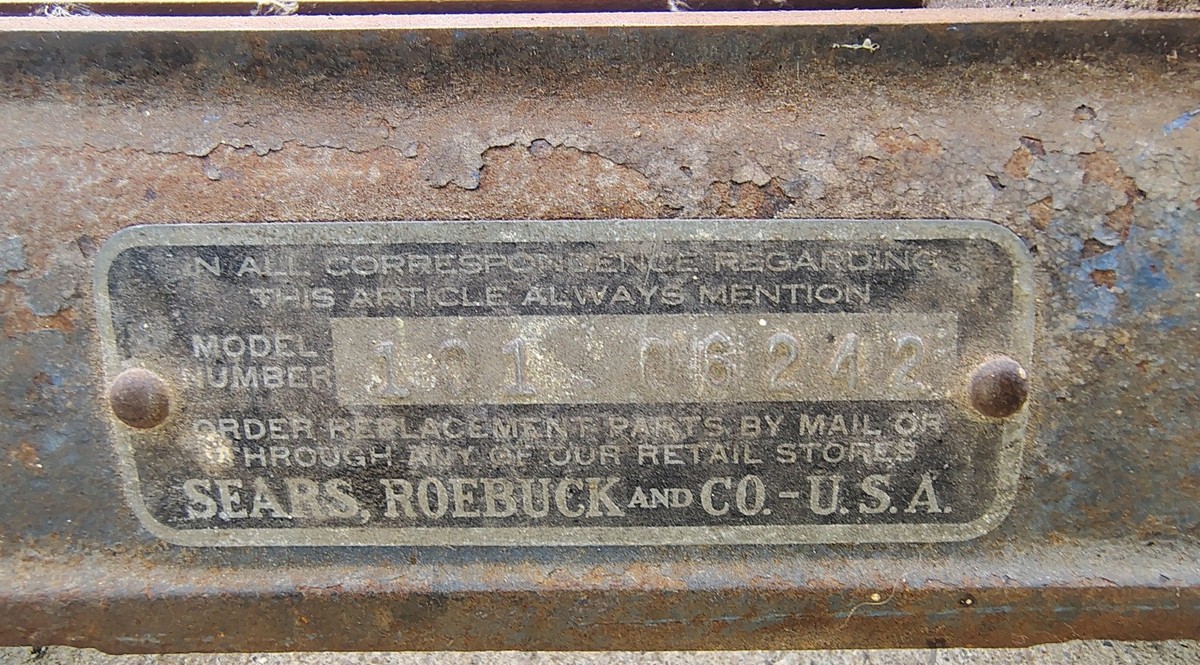 IN ALL CORRESPONDENCE REGARDING
THIS ARTICLE ALWAYS MENTION
MODEL
NUMBER
ORDER REPLACEMENT PARTS BY MAIL OR
THROUGH ANY OF OUR RETAIL STORES
SEARS, ROEBUCK AND CO. - U.S.A.